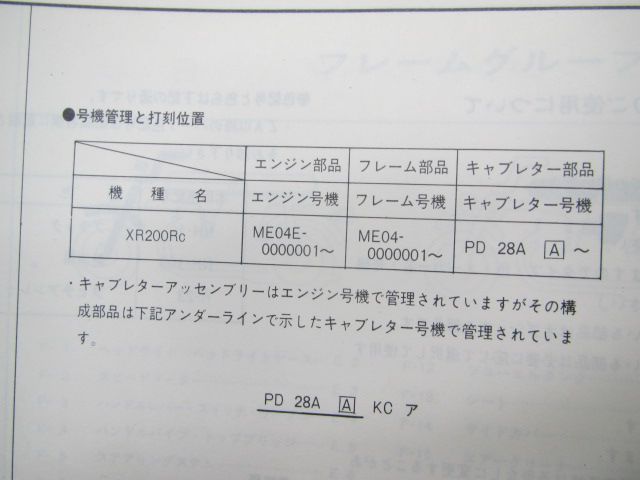 ●号機管理と打刻位置
エンジン部品 フレーム部品 キャブレター部品
機 種 名 エンジン号機 フレーム号機 キャブレター号機
XR200Rc ME04E- ME04- PD 28A A ～
0000001～ 0000001～
・キャブレターアッセンブリーはエンジン号機で管理されていますがその構
成部品は下記アンダーラインで示したキャブレター号機で管理されていま
す。
PD 28A A KC ア